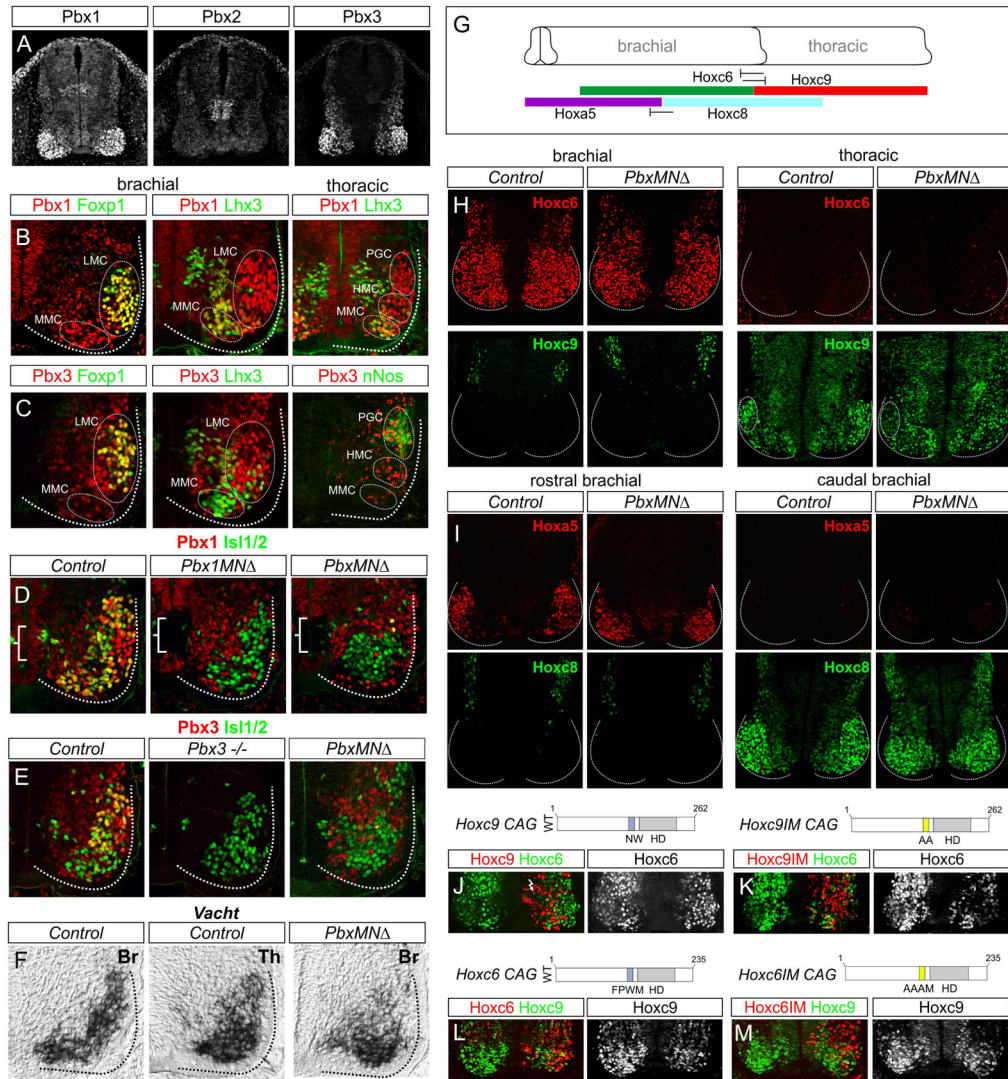 Pbx1 Pbx2 Pbx3
A
brachial thoracic
Pbx1 Foxp1 Pbx1 Lhx3 Pbx1 Lhx3
B
LMC LMC PGC
HMC
MMC MMC MMC
Pbx3 Foxp1 Pbx3 Lhx3 Pbx3 nNos
C
LMC LMC PGC
HMC
MMC MMC MMC
Pbx1 Isl1/2
Control Pbx1MNΔ PbxMNΔ
D
Pbx3 Isl1/2
Control Pbx3 -/- PbxMNΔ
E
Vacht
Control Control PbxMNΔ
F Br Th Br
G
brachial thoracic
Hoxc6 Hoxc9
Hoxa5 Hoxc8
brachial thoracic
Control PbxMNΔ Control PbxMNΔ
H
Hoxc6 Hoxc6
Hoxc9 Hoxc9
rostral brachial caudal brachial
Control PbxMNΔ Control PbxMNΔ
I
Hoxa5 Hoxa5
Hoxc8 Hoxc8
Hoxc9 CAG WT 1 262
NW HD
Hoxc9IM CAG 1 262
AA HD
Hoxc9 Hoxc6 Hoxc6
J
Hoxc9IM Hoxc6 Hoxc6
K
Hoxc6 CAG WT 1 235
FPWM HD
Hoxc6IM CAG 1 235
AAAM HD
Hoxc6 Hoxc9 Hoxc9
L
Hoxc6IM Hoxc9 Hoxc9
M